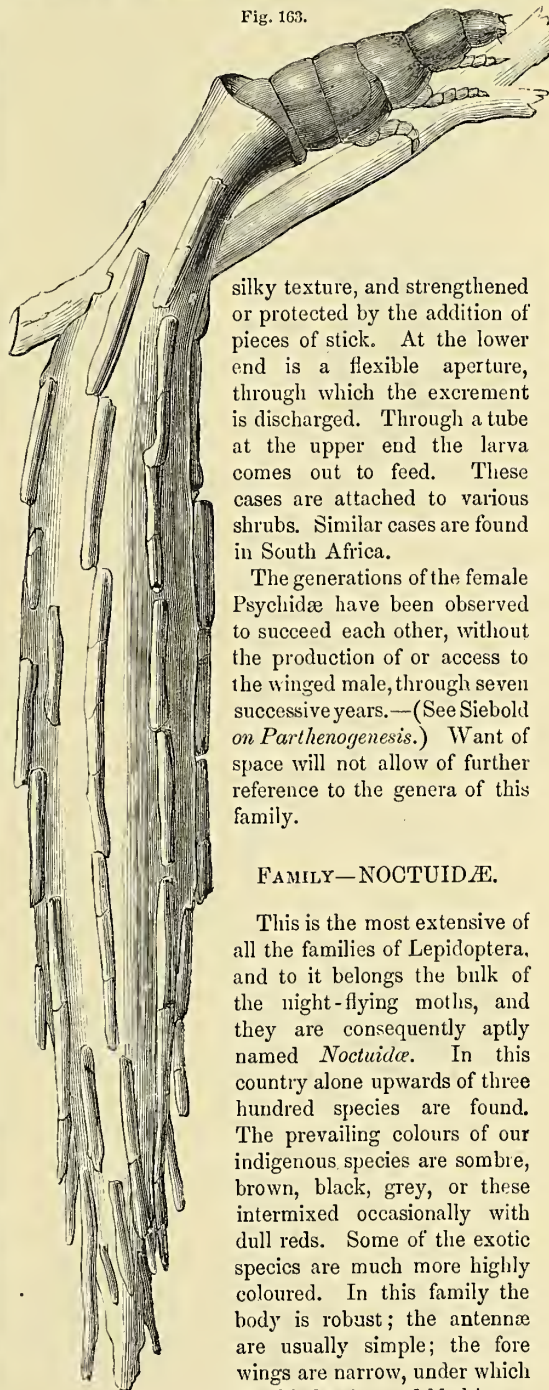 Fig. 163.
silky texture, and strengthened
or protected by the addition of
pieces of stick. At the lower
end is a flexible aperture,
through which the excrement
is discharged. Through a tube
at the upper end the larva
comes out to feed. These
cases are attached to various
shrubs. Similar cases are found
in South Africa.
The generations of the female
Psychidæ have been observed
to succeed each other, without
the production of or access to
the winged male, through seven
successive years.—(See Siebold
on Parthenogenesis.) Want of
space will not allow of further
reference to the genera of this
family.
FAMILY—NOCTUIDÆ.
This is the most extensive of
all the families of Lepidoptera,
and to it belongs the bulk of
the night-flying moths, and
they are consequently aptly
named Noctuidæ. In this
country alone upwards of three
hundred species are found.
The prevailing colours of our
indigenous species are sombre,
brown, black, grey, or these
intermixed occasionally with
dull reds. Some of the exotic
species are much more highly
coloured. In this family the
body is robust; the antennæ
are usually simple; the fore
wings are narrow, under which